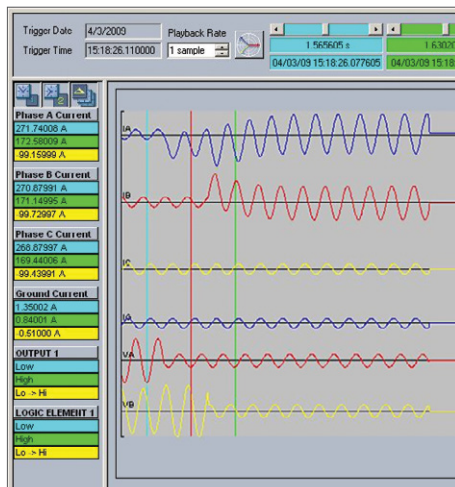 Trigger Date 4/3/2009 Playback Rate
Trigger Time 15:18:26.110000 1 sample
1.565605 s 1.6302
04/03/09 15:18:26.077605 04/03/09 15:18
Phase A Current
271.74008 A
172.58009 A
-99.15999 A
Phase B Current
270.87991 A
171.14995 A
-99.72997 A
Phase C Current
268.87997 A
169.44006 A
-99.43991 A
Ground Current
1.35002 A
0.84001 A
-0.51000 A
OUTPUT 1
Low
High
Lo -> Hi
LOGIC ELEMENT 1
Low
High
Lo -> Hi
IA
IB
IC
IG
VA
VB